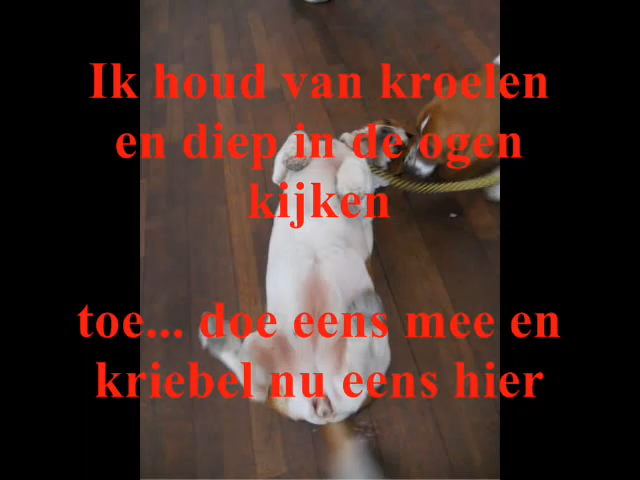 Ik houd van kroelen
en diep in de ogen
kijken
toe... doe eens mee en
kriebel nu eens hier